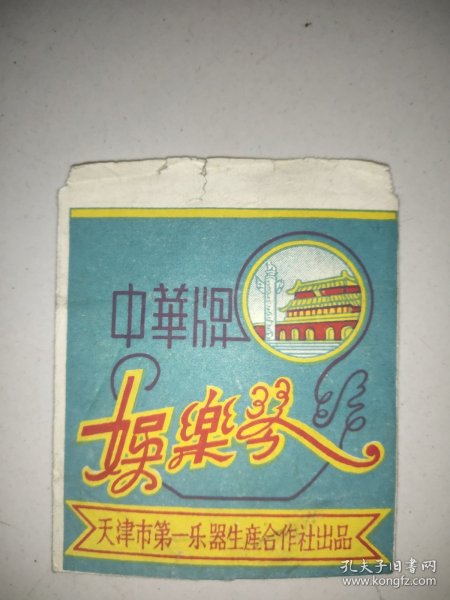 中華牌
娛樂琴
天津市第一乐器生産合作社出品
孔夫子旧书网
www.kongfz.com